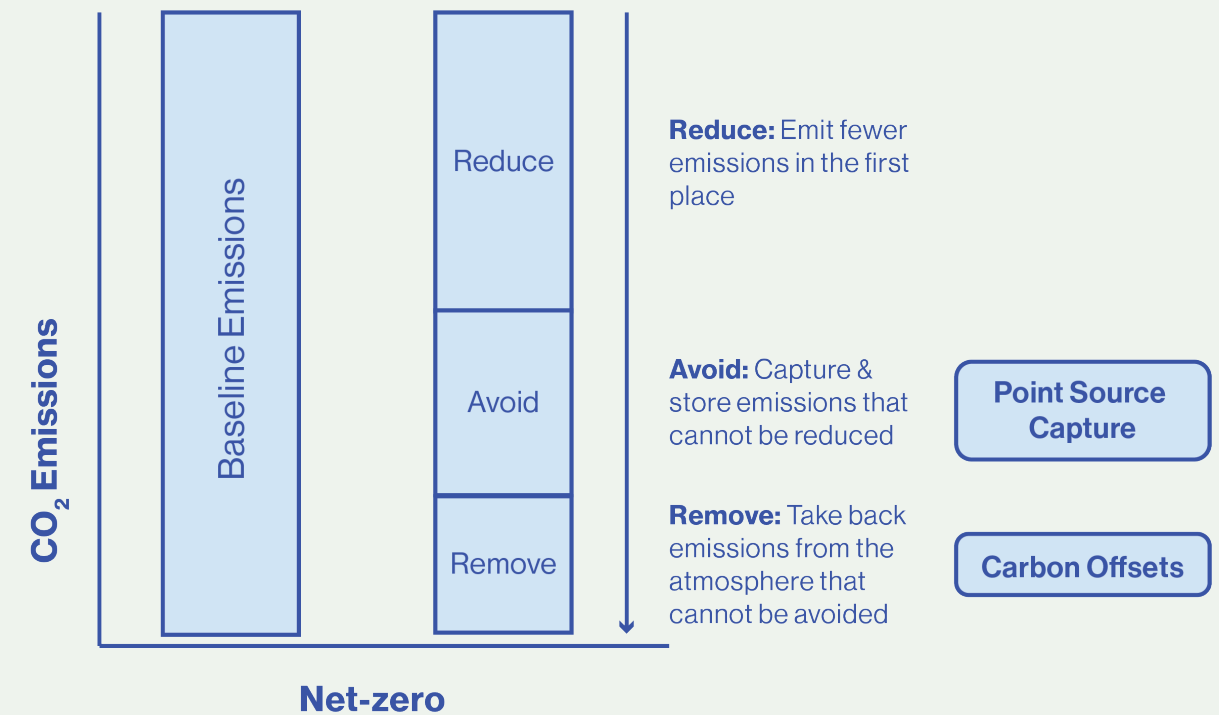 CO₂ Emissions
Baseline Emissions
Reduce
Avoid
Remove
Reduce: Emit fewer
emissions in the first
place
Avoid: Capture &
store emissions that
cannot be reduced
Point Source
Capture
Remove: Take back
emissions from the
atmosphere that
cannot be avoided
Carbon Offsets
Net-zero